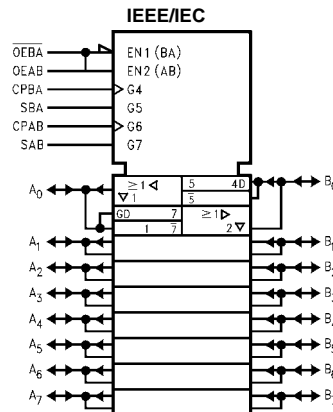 IEEE/IEC
OEBA EN1 (BA)
OEAB EN2 (AB)
CPBA G4
SBA G5
CPAB G6
SAB G7
A0 ≥1 ◁ 5 4D
▽1 5
GD 7 ≥1 ▷
1 7 2 ▽
A1
A2
A3
A4
A5
A6
A7